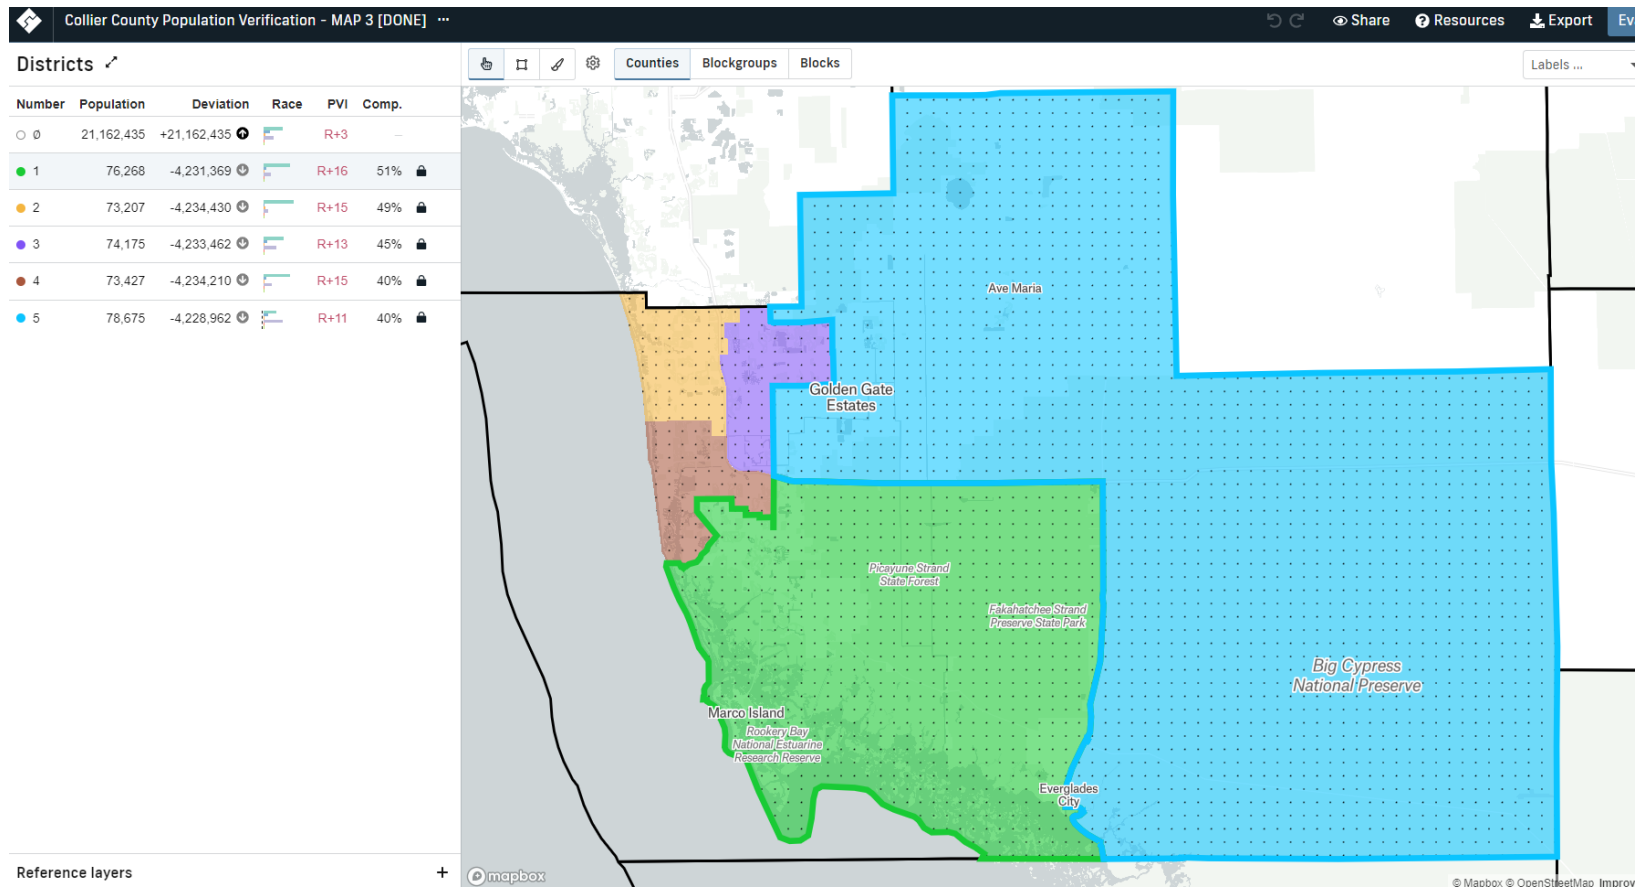 Collier County Population Verification - MAP 3 [DONE] ···
Share
Resources
Export
Districts
Counties
Blockgroups
Blocks
Labels ...
Number Population Deviation Race PVI Comp.
Ø 21,162,435 +21,162,435 R+3 –
1 76,268 -4,231,369 R+16 51%
2 73,207 -4,234,430 R+15 49%
3 74,175 -4,233,462 R+13 45%
4 73,427 -4,234,210 R+15 40%
5 78,675 -4,228,962 R+11 40%
Ave Maria
Golden Gate
Estates
Picayune Strand
State Forest
Fakahatchee Strand
Preserve State Park
Big Cypress
National Preserve
Marco Island
Rookery Bay
National Estuarine
Research Reserve
Everglades
City
Reference layers +
mapbox
© Mapbox © OpenStreetMap Improv